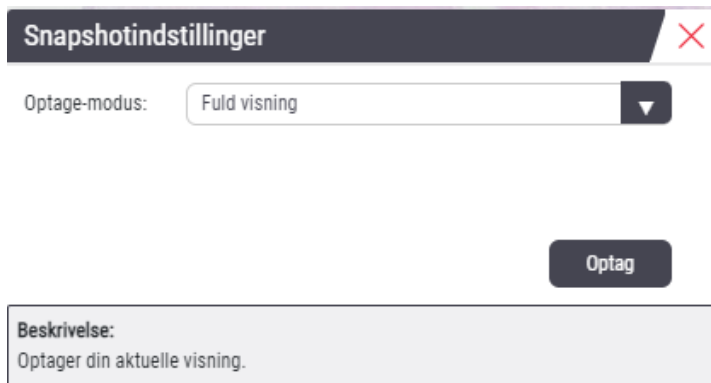 Snapshotindstillinger
Optage-modus: Fuld visning
Optag
Beskrivelse:
Optager din aktuelle visning.